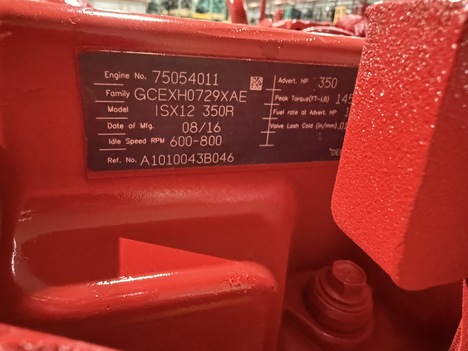 Engine No. 75054011
Family GCEXH0729XAE
Model ISX12 350R
Date of Mfg. 08/16
Idle Speed RPM 600-800
Ref. No. A1010043B046
Advert. HP 350
Peak Torque(FT-LB)
Fuel rate at Advert. HP
Valve Lash Cold (in/mm)